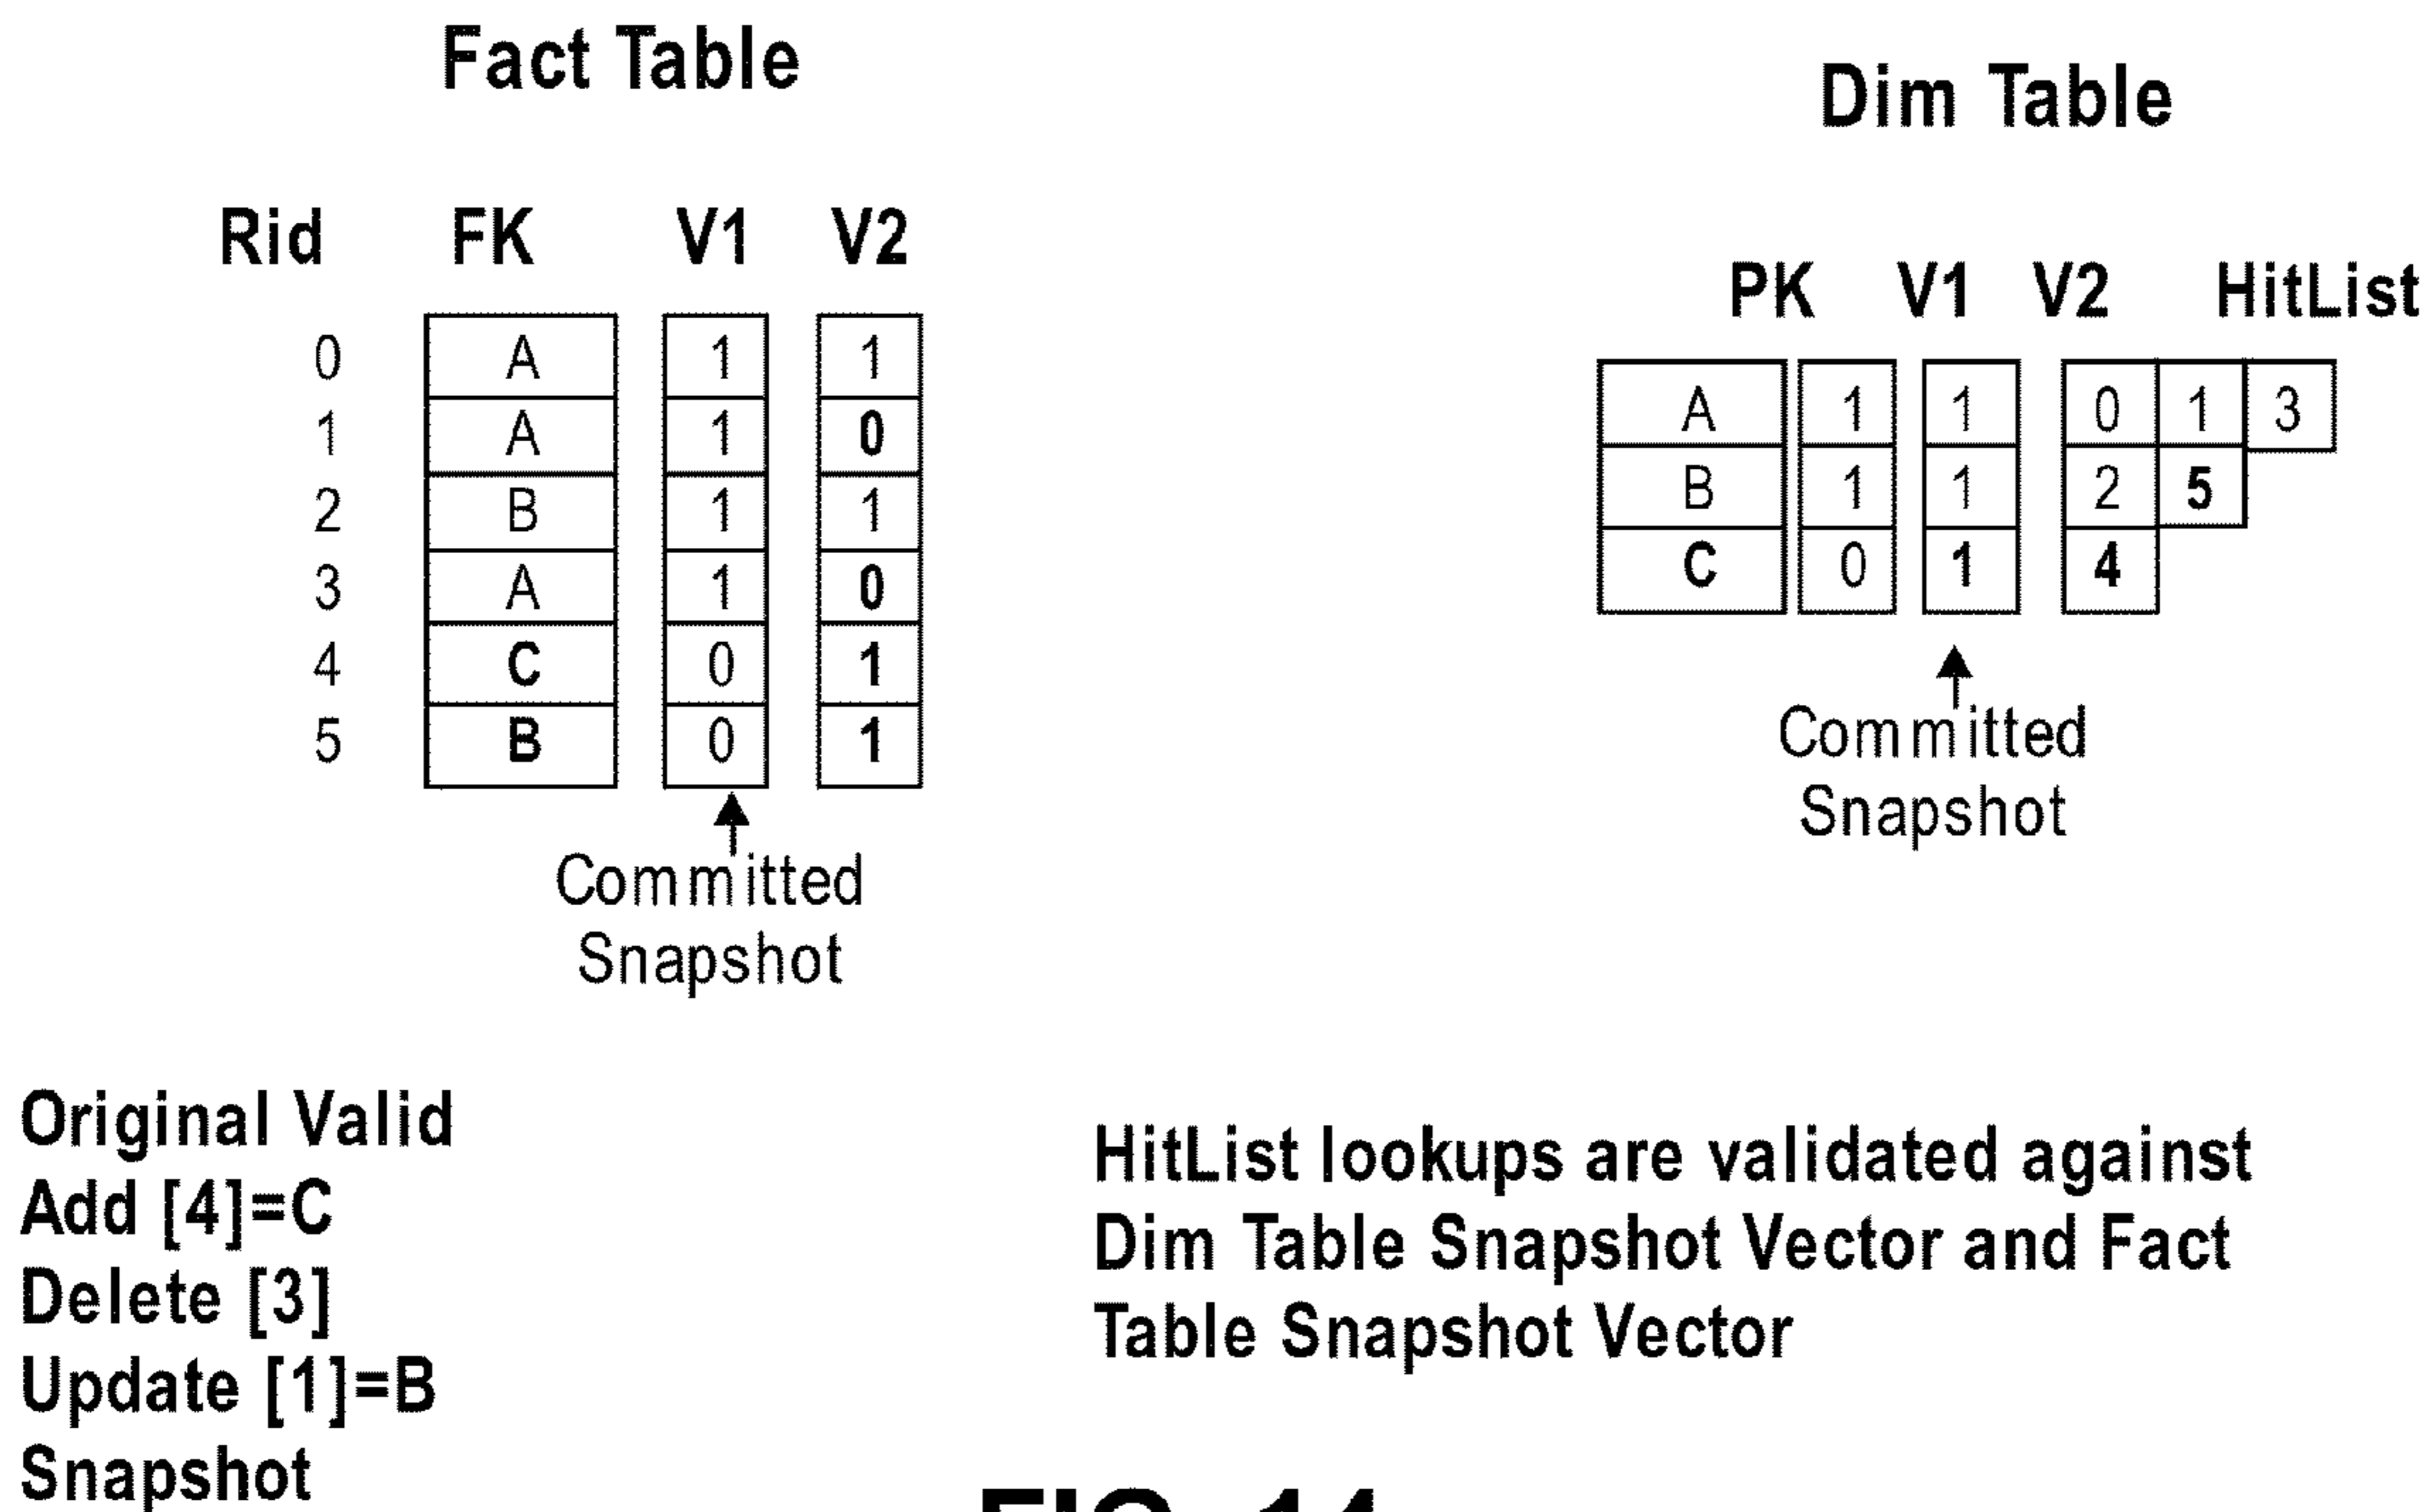 Fact Table
Rid FK V1 V2
0 A 1 1
1 A 1 0
2 B 1 1
3 A 1 0
4 C 0 1
5 B 0 1
Committed
Snapshot
Dim Table
PK V1 V2 HitList
A 1 1 0 1 3
B 1 1 2 5
C 0 1 4
Committed
Snapshot
Original Valid
Add [4]=C
Delete [3]
Update [1]=B
Snapshot
HitList lookups are validated against
Dim Table Snapshot Vector and Fact
Table Snapshot Vector